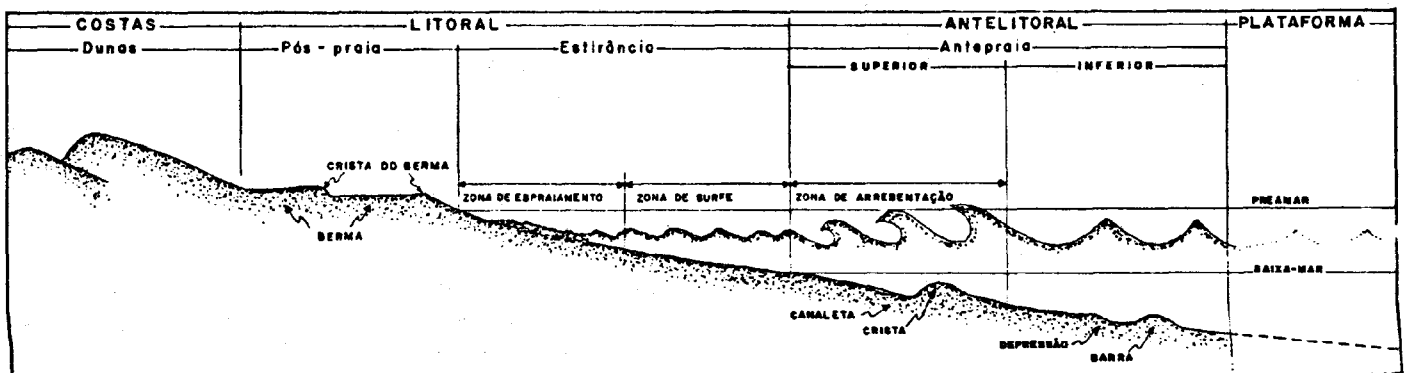 COSTAS LITORAL ANTELITORAL PLATAFORMA
Dunas Pós - praia Estirância Antepraia
SUPERIOR INFERIOR
CRISTA DO BERMA
ZONA DE ESPRAIAMENTO ZONA DE SURFE ZONA DE ARREBENTAÇÃO
PREAMAR
BERMA
BAIXA-MAR
CANALETA
CRISTA
DEPRESSÃO
BARRA